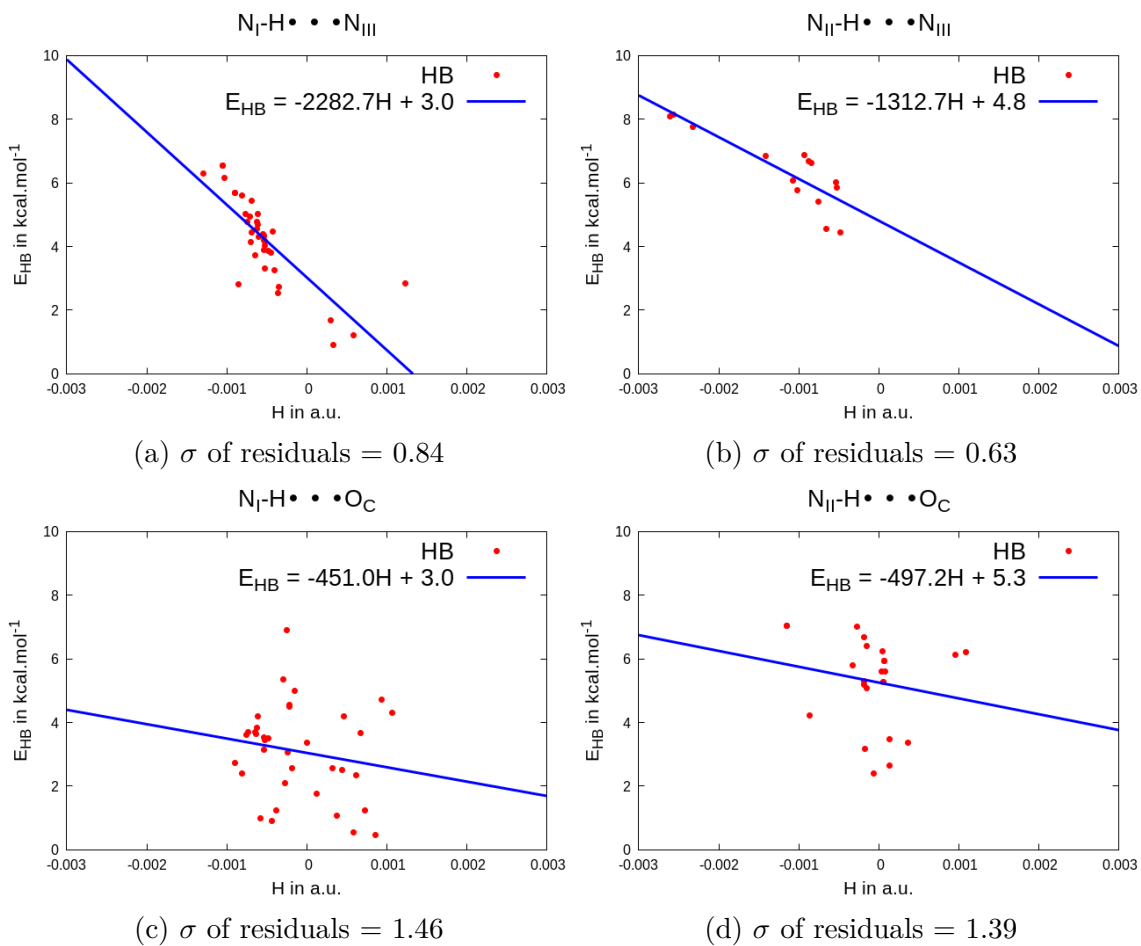 N_I-H • • • N_III
HB
E_HB = -2282.7H + 3.0
E_HB in kcal.mol⁻¹
10
8
6
4
2
0
-0.003 -0.002 -0.001 0 0.001 0.002 0.003
H in a.u.
(a) σ of residuals = 0.84
N_II-H • • • N_III
HB
E_HB = -1312.7H + 4.8
E_HB in kcal.mol⁻¹
10
8
6
4
2
0
-0.003 -0.002 -0.001 0 0.001 0.002 0.003
H in a.u.
(b) σ of residuals = 0.63
N_I-H • • • O_C
HB
E_HB = -451.0H + 3.0
E_HB in kcal.mol⁻¹
10
8
6
4
2
0
-0.003 -0.002 -0.001 0 0.001 0.002 0.003
H in a.u.
(c) σ of residuals = 1.46
N_II-H • • • O_C
HB
E_HB = -497.2H + 5.3
E_HB in kcal.mol⁻¹
10
8
6
4
2
0
-0.003 -0.002 -0.001 0 0.001 0.002 0.003
H in a.u.
(d) σ of residuals = 1.39